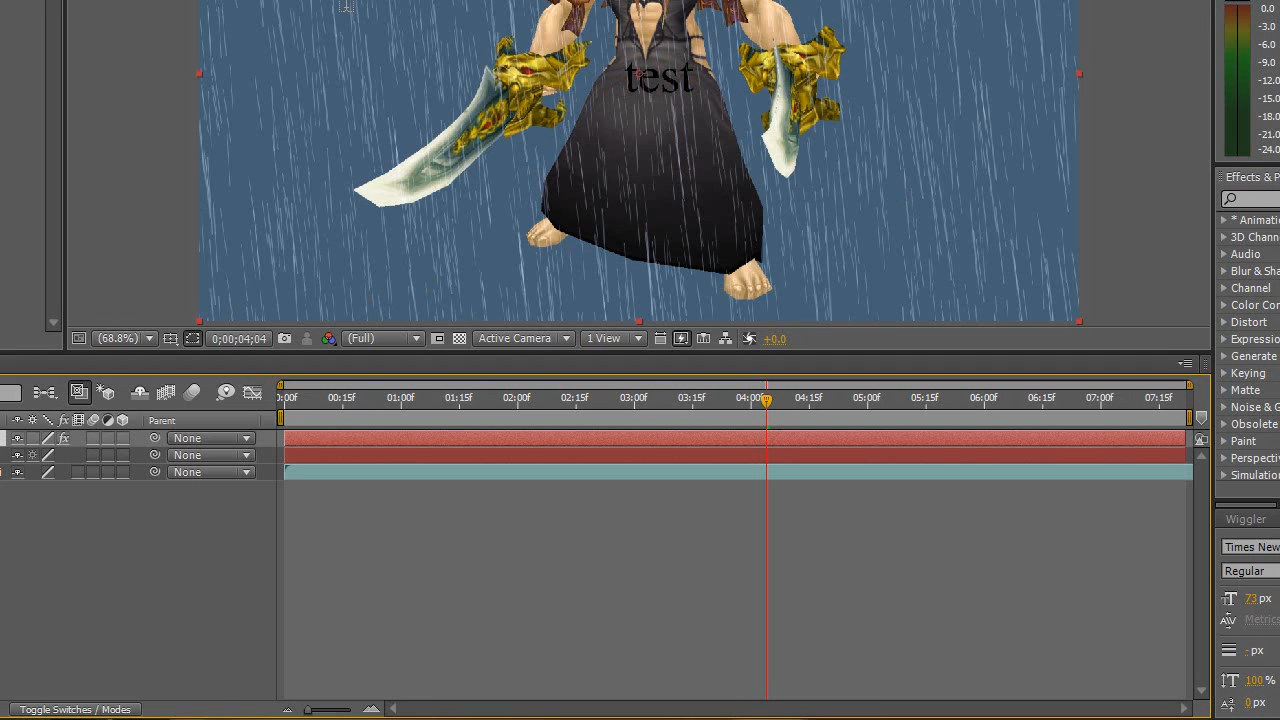 0.0
-3.0
-6.0
-9.0
-12.0
-15.0
-18.0
-21.0
-24.0
test
Effects & P
* Animatio
3D Chann
Audio
Blur & Sha
Channel
Color Cor
Distort
Expressio
Generate
Keying
Matte
Noise & G
Obsolete
Paint
Perspectiv
Simulation
(68.8%)
0;00;04;04
(Full)
Active Camera
1 View
+0.0
0:00f 00:15f 01:00f 01:15f 02:00f 02:15f 03:00f 03:15f 04:00f 04:15f 05:00f 05:15f 06:00f 06:15f 07:00f 07:15f
fx Parent
fx None
None
None
Wiggler
Times New
Regular
73 px
Metrics
- px
100 %
0 px
Toggle Switches / Modes